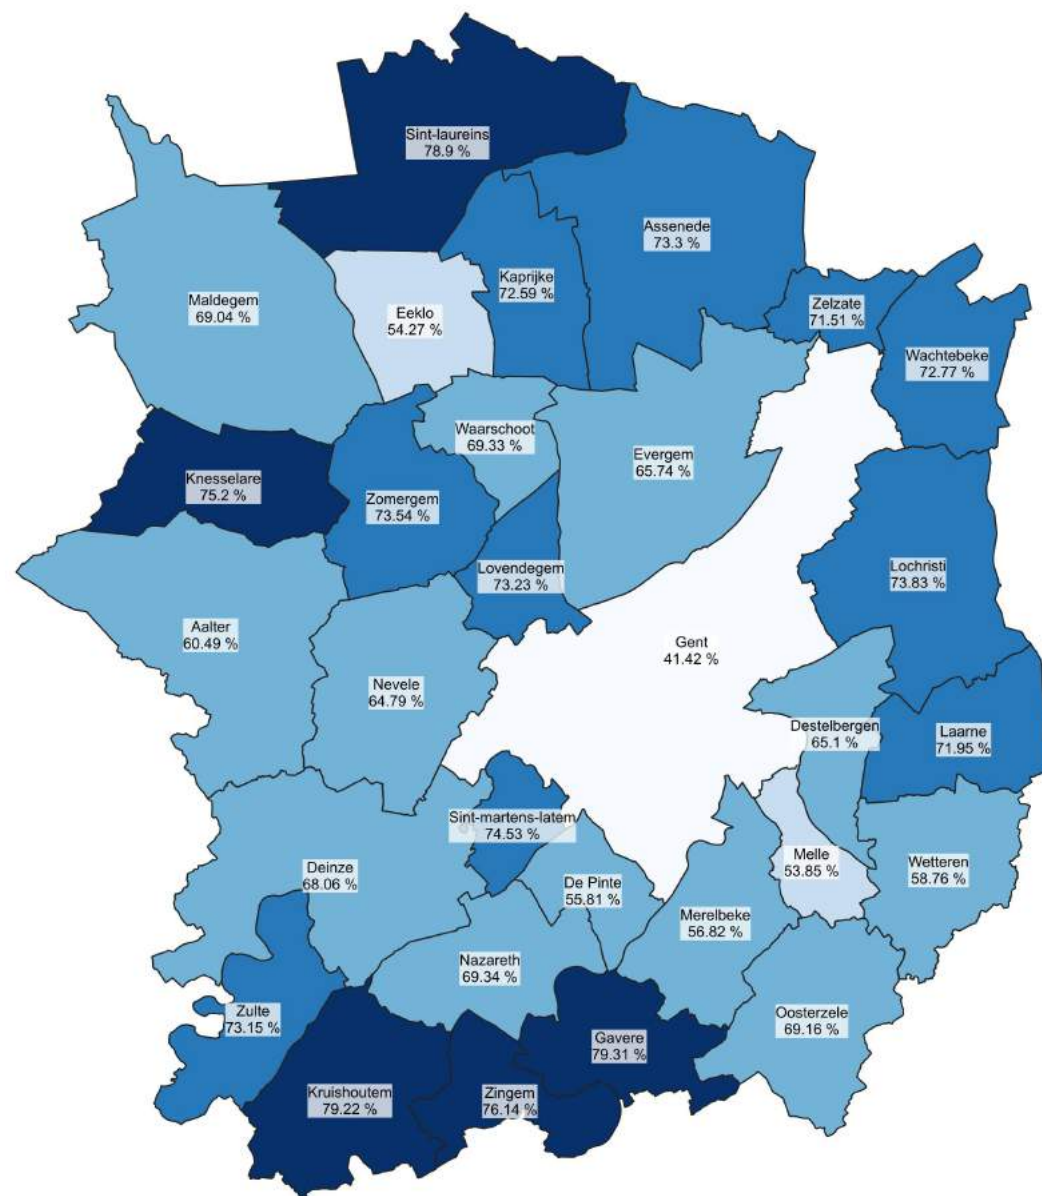 Sint-laureins
78.9 %
Assenede
73.3 %
Kaprijke
72.59 %
Maldegem
69.04 %
Eeklo
54.27 %
Zelzate
71.51 %
Wachtebeke
72.77 %
Waarschoot
69.33 %
Evergem
65.74 %
Knesselare
75.2 %
Zomergem
73.54 %
Lovendegem
73.23 %
Lochristi
73.83 %
Aalter
60.49 %
Gent
41.42 %
Nevele
64.79 %
Destelbergen
65.1 %
Laarne
71.95 %
Sint-martens-latem
74.53 %
Deinze
68.06 %
Melle
53.85 %
Wetteren
58.76 %
De Pinte
55.81 %
Merelbeke
56.82 %
Nazareth
69.34 %
Zulte
73.15 %
Oosterzele
69.16 %
Gavere
79.31 %
Kruishoutem
79.22 %
Zingem
76.14 %